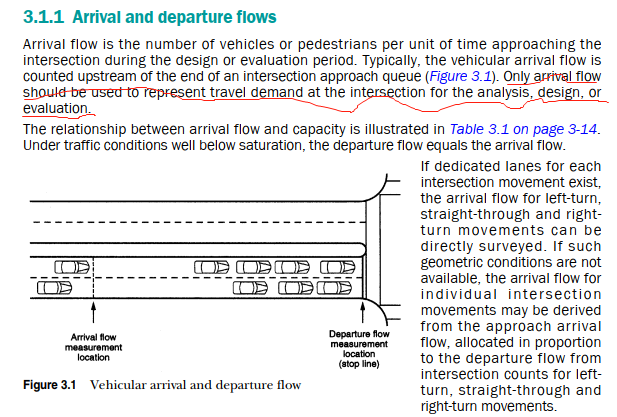 3.1.1 Arrival and departure flows
Arrival flow is the number of vehicles or pedestrians per unit of time approaching the
intersection during the design or evaluation period. Typically, the vehicular arrival flow is
counted upstream of the end of an intersection approach queue (Figure 3.1). Only arrival flow
should be used to represent travel demand at the intersection for the analysis, design, or
evaluation.
The relationship between arrival flow and capacity is illustrated in Table 3.1 on page 3-14.
Under traffic conditions well below saturation, the departure flow equals the arrival flow.
If dedicated lanes for each
intersection movement exist,
the arrival flow for left-turn,
straight-through and right-
turn movements can be
directly surveyed. If such
geometric conditions are not
available, the arrival flow for
individual intersection
movements may be derived
from the approach arrival
flow, allocated in proportion
to the departure flow from
intersection counts for left-
turn, straight-through and
right-turn movements.
Arrival flow
measurement
location
Departure flow
measurement
location
(stop line)
Figure 3.1 Vehicular arrival and departure flow